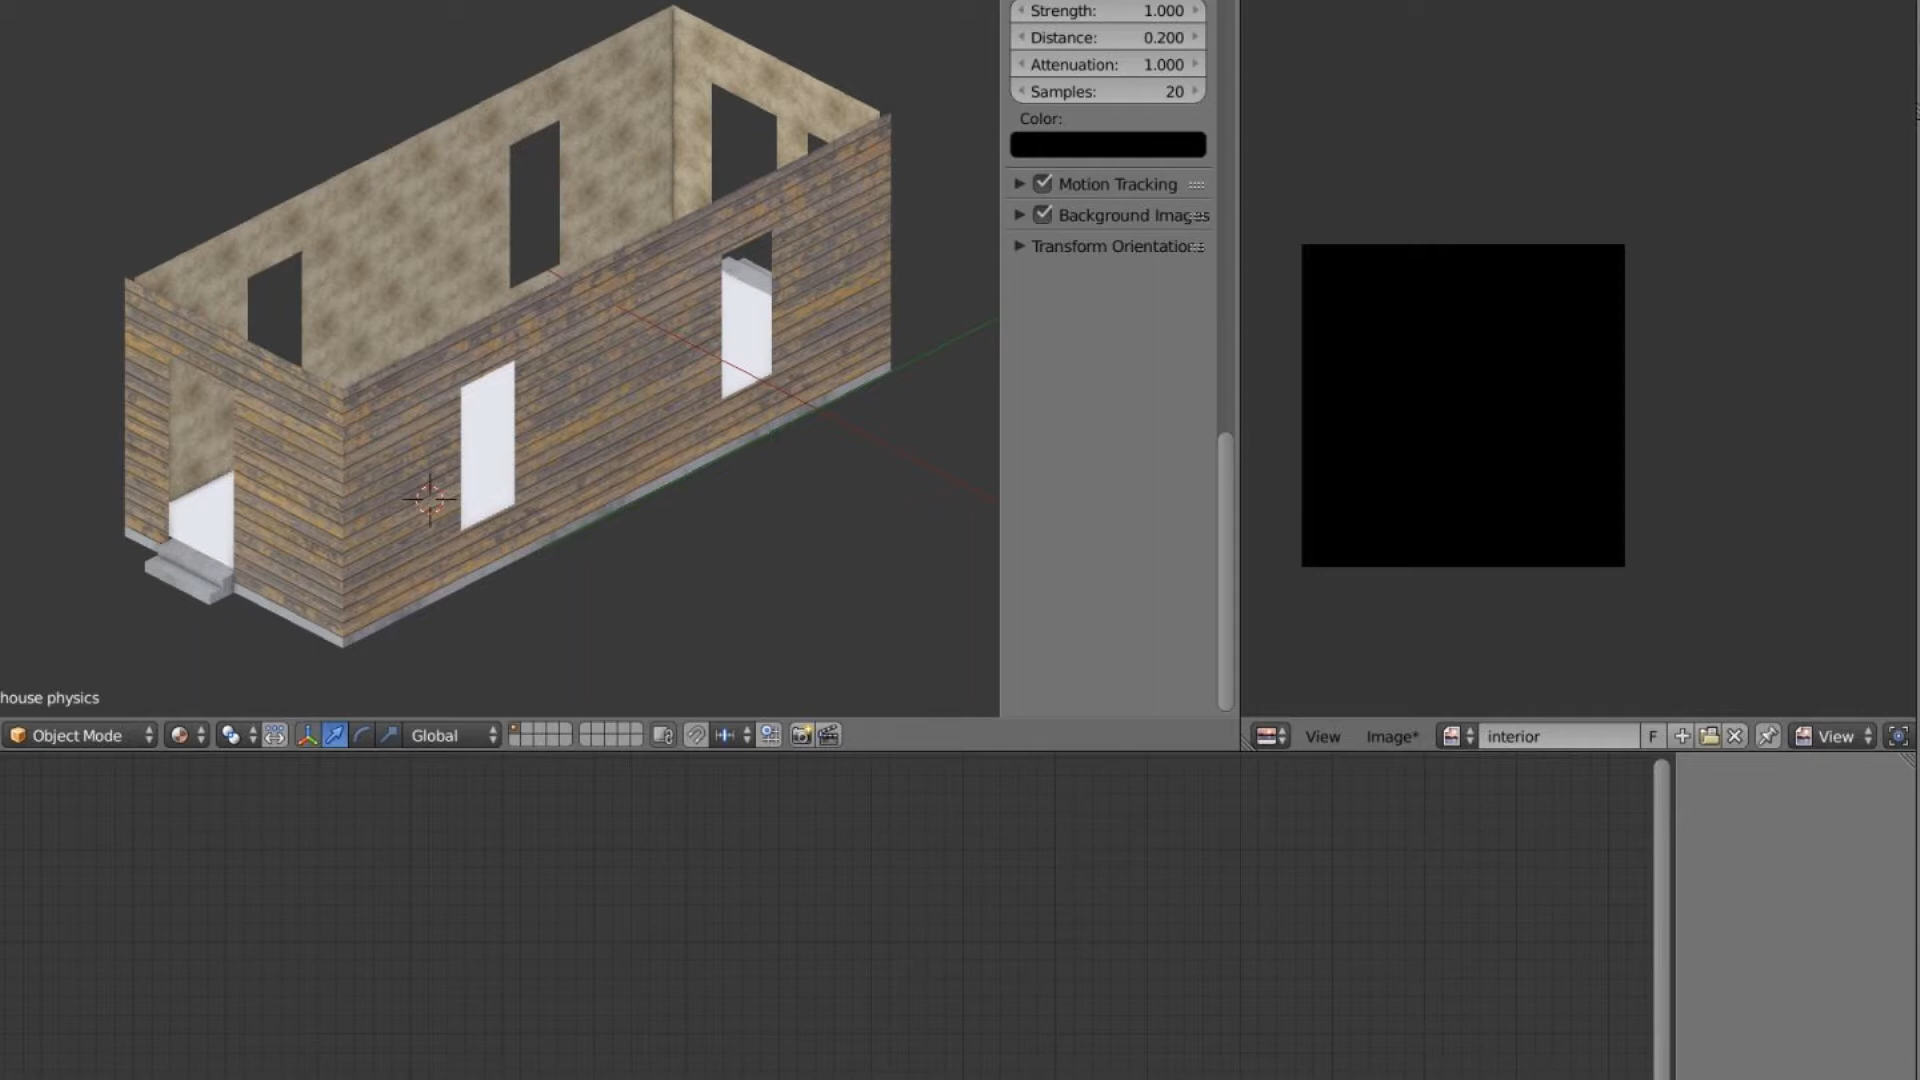 Strength: 1.000
Distance: 0.200
Attenuation: 1.000
Samples: 20
Color:
Motion Tracking
Background Images
Transform Orientations
house physics
Object Mode
Global
View
Image*
interior
F
View